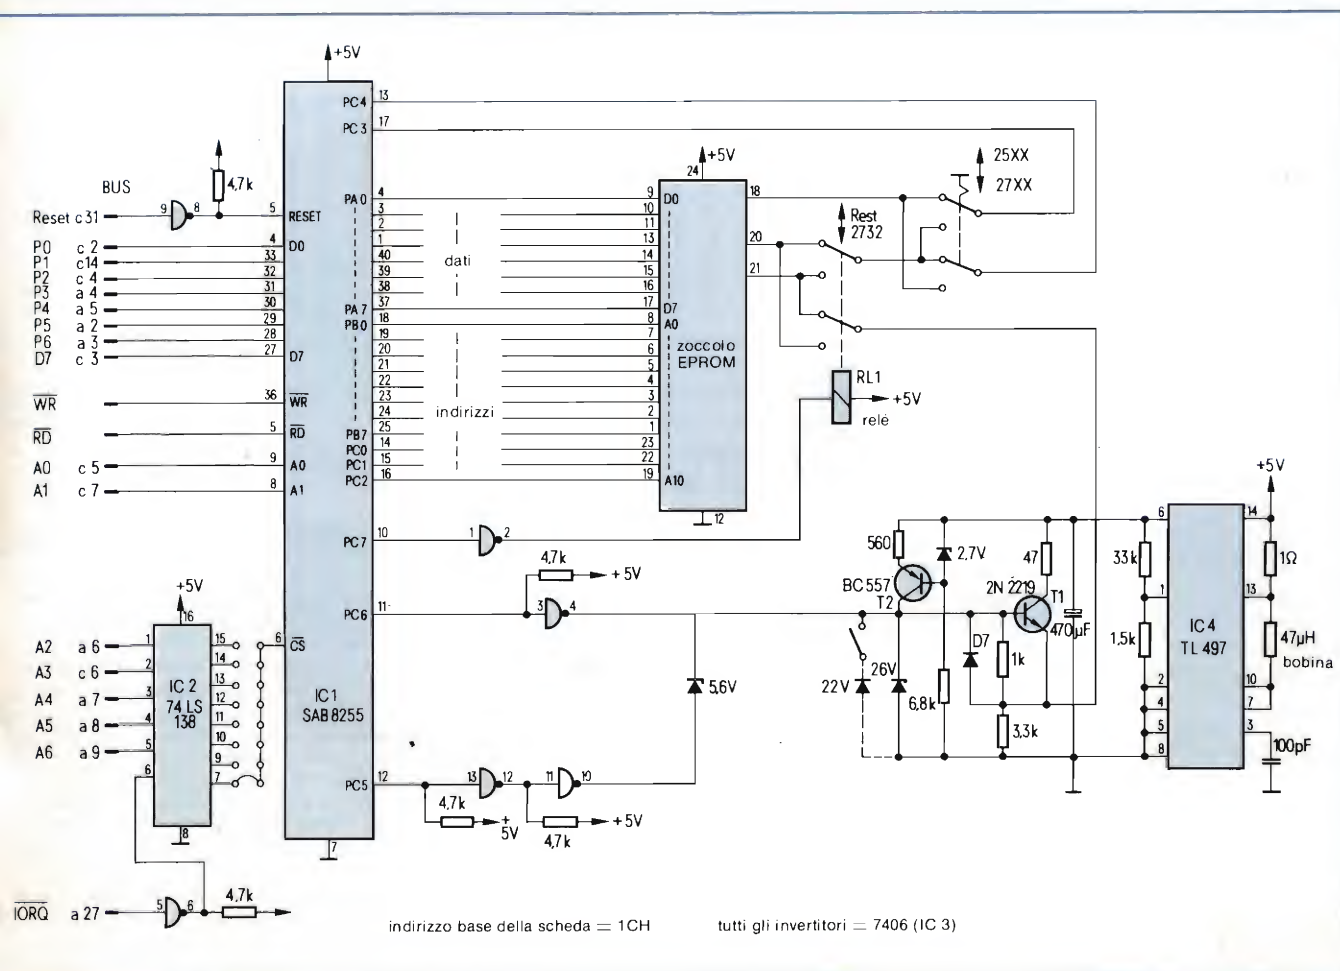 +5V
PC4 13
PC3 17
BUS
4,7k
Reset c31 9 8 5 RESET
P0 c 2 4 D0
P1 c14 33
P2 c 4 32
P3 a 4 31
P4 a 5 30
P5 a 2 29
P6 a 3 28
D7 c 3 27 D7
WR 36 WR
RD 5 RD
A0 c 5 9 A0
A1 c 7 8 A1
PA0 4
3
2
1
40
39
38
PA7 37
PB0 18
19
20
21
22
23
24
PB7 25
PC0 14
PC1 15
PC2 16
dati
indirizzi
+5V
24
9 D0
10
11
13
14
15
16
17 D7
8 A0
7
6
5
4
3
2
1
23
22
19 A10
zoccolo
EPROM
12
18
20
21
Rest
2732
25XX
27XX
RL1
+5V
relé
PC7 10 1 2
4,7k +5V
PC6 11 3 4
5,6V
PC5 12 13 12 11 10
4,7k + 5V
4,7k +5V
IC1
SAB8255
7
+5V
16
A2 a 6 1 15
A3 c 6 2 14
A4 a 7 3 13
A5 a 8 4 12
A6 a 9 5 11
6 10
9
7
IC 2
74 LS
138
8
6 CS
IORQ a 27 5 6 4,7k
560
BC557
T2
2,7V
2N 2219
T1
47
470µF
D7
1k
22V
26V
6,8k
3,3k
33k
1,5k
6
1
2
4
5
8
IC4
TL 497
14
13
10
7
3
+5V
1Ω
47µH
bobina
100pF
indirizzo base della scheda = 1CH
tutti gli invertitori = 7406 (IC 3)